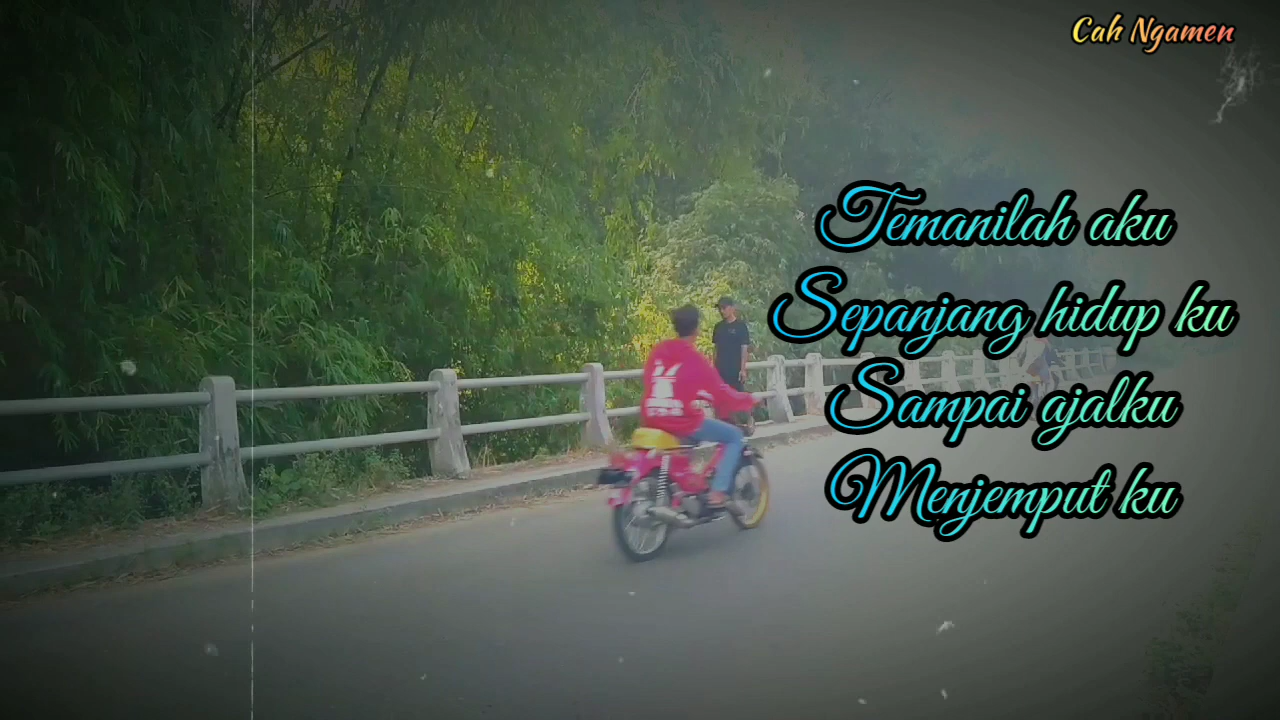 Cah Ngamen
Temanilah aku
Sepanjang hidup ku
Sampai ajalku
Menjemput ku